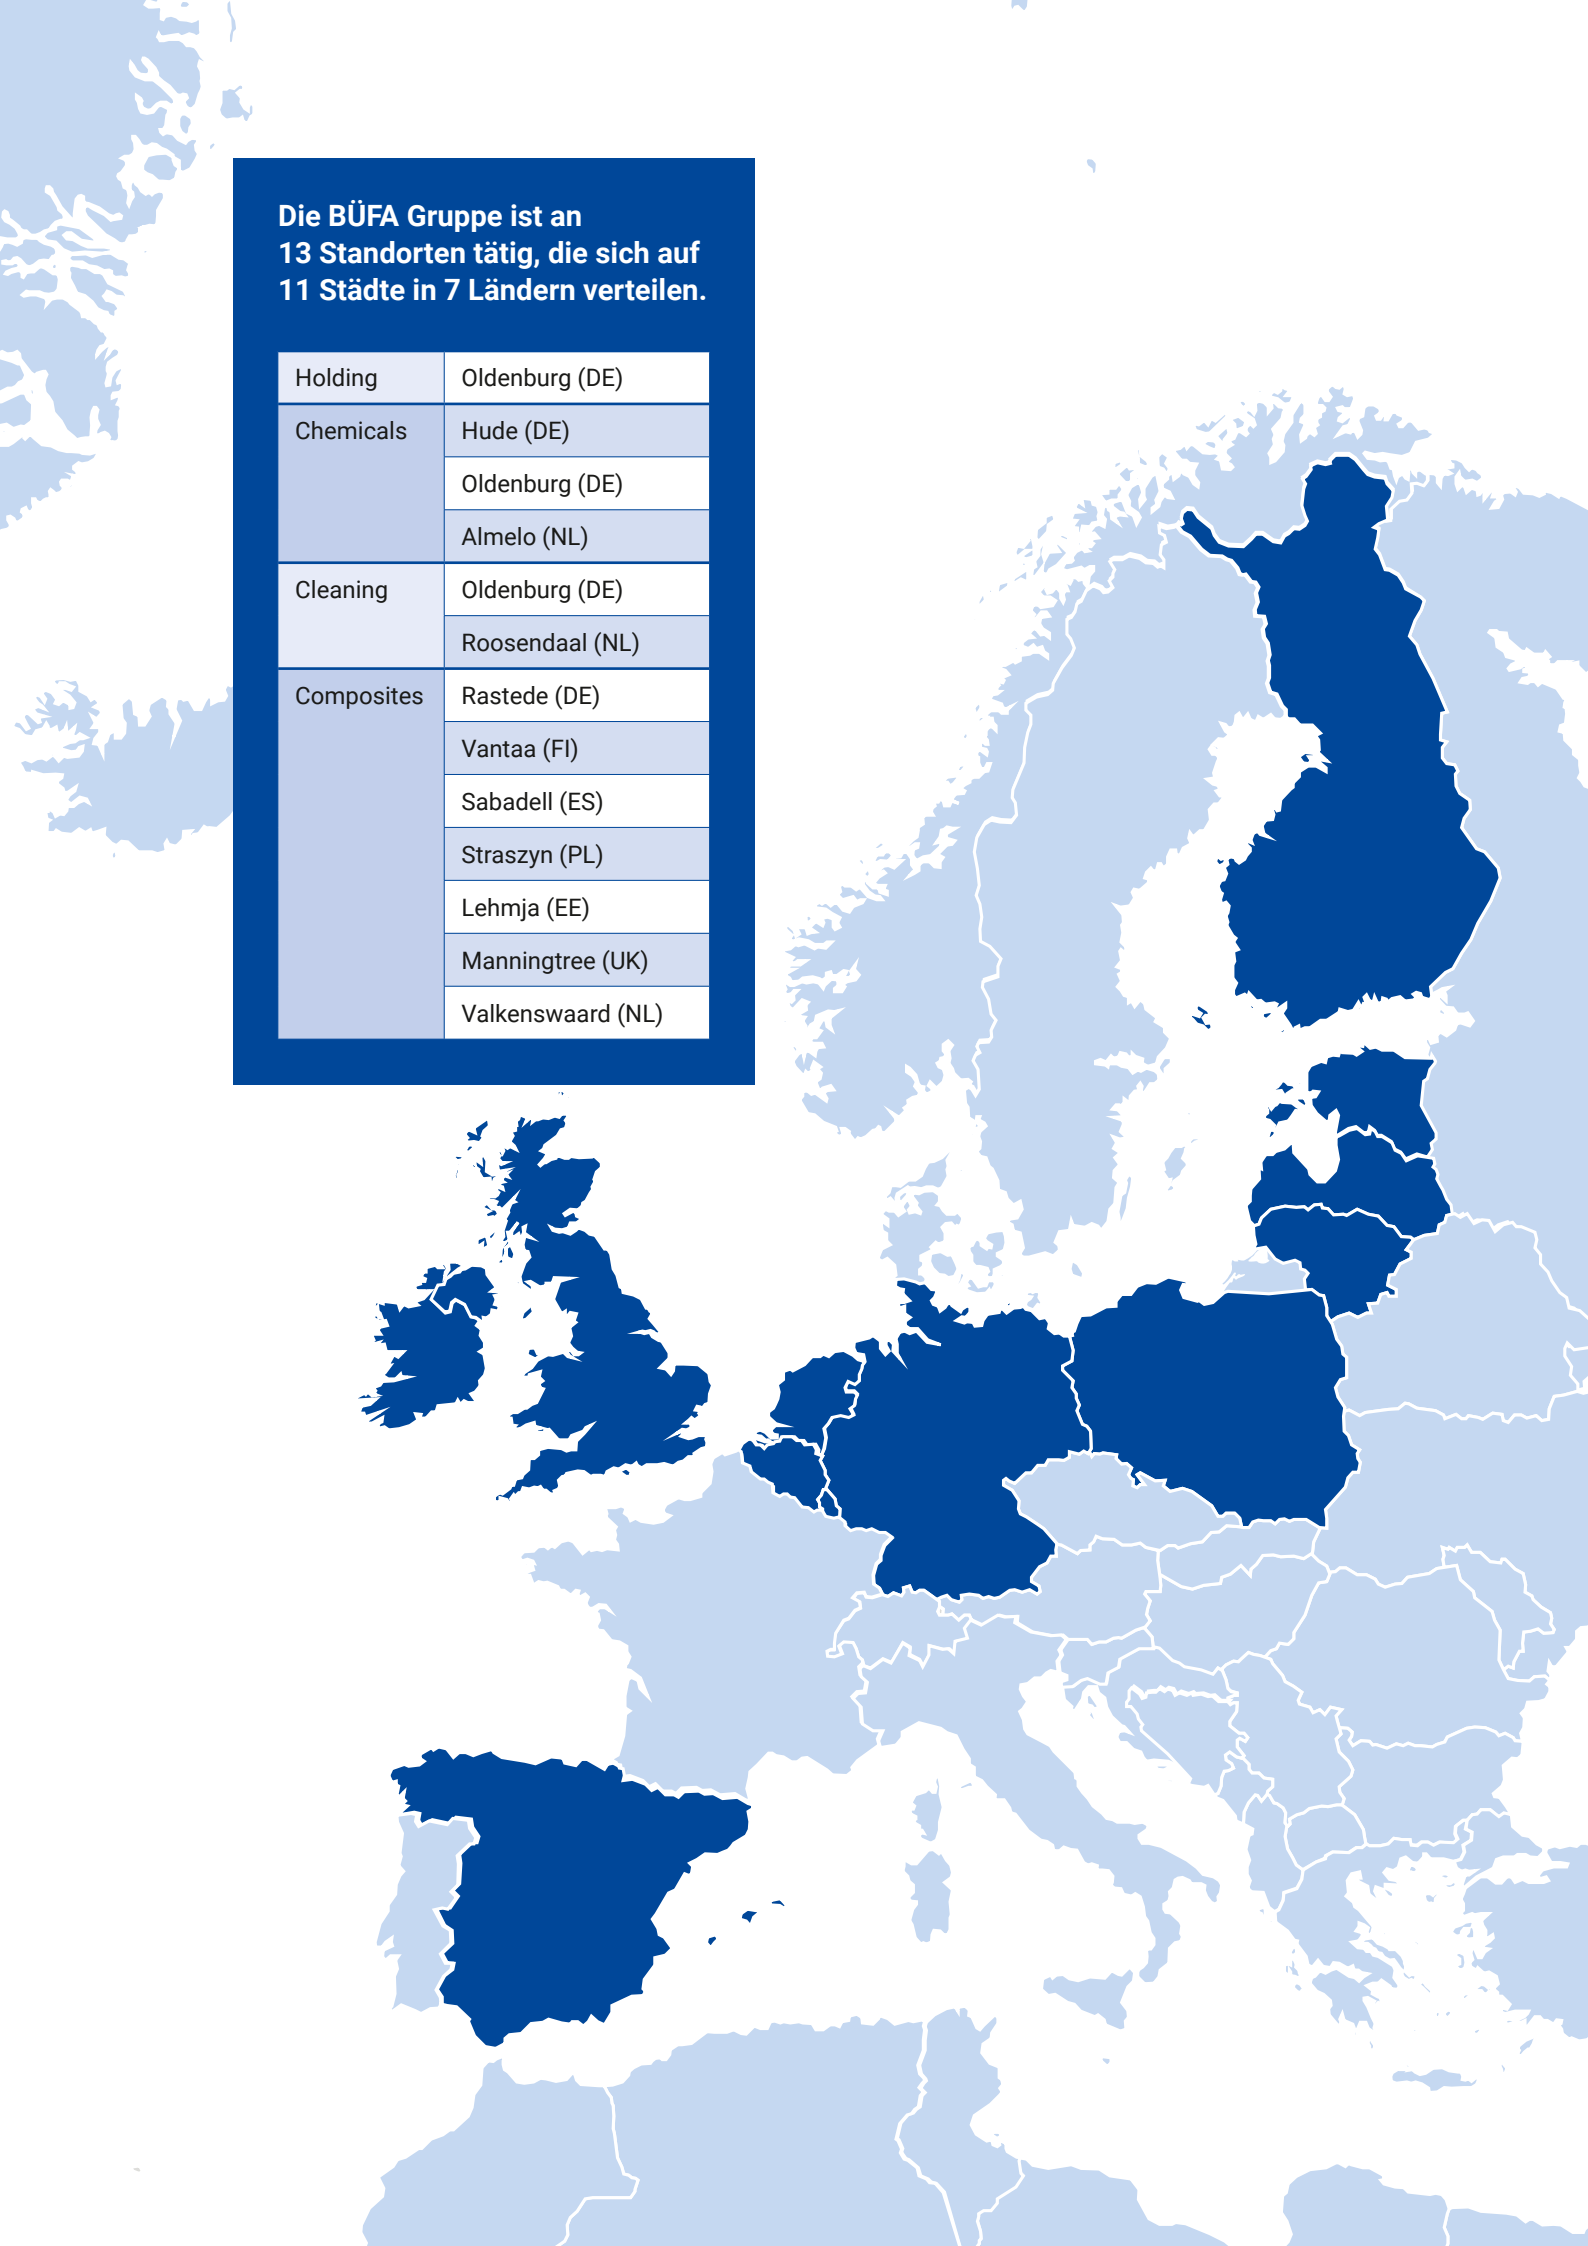 Die BÜFA Gruppe ist an
13 Standorten tätig, die sich auf
11 Städte in 7 Ländern verteilen.
Holding Oldenburg (DE)
Chemicals Hude (DE)
Oldenburg (DE)
Almelo (NL)
Cleaning Oldenburg (DE)
Roosendaal (NL)
Composites Rastede (DE)
Vantaa (FI)
Sabadell (ES)
Straszyn (PL)
Lehmja (EE)
Manningtree (UK)
Valkenswaard (NL)